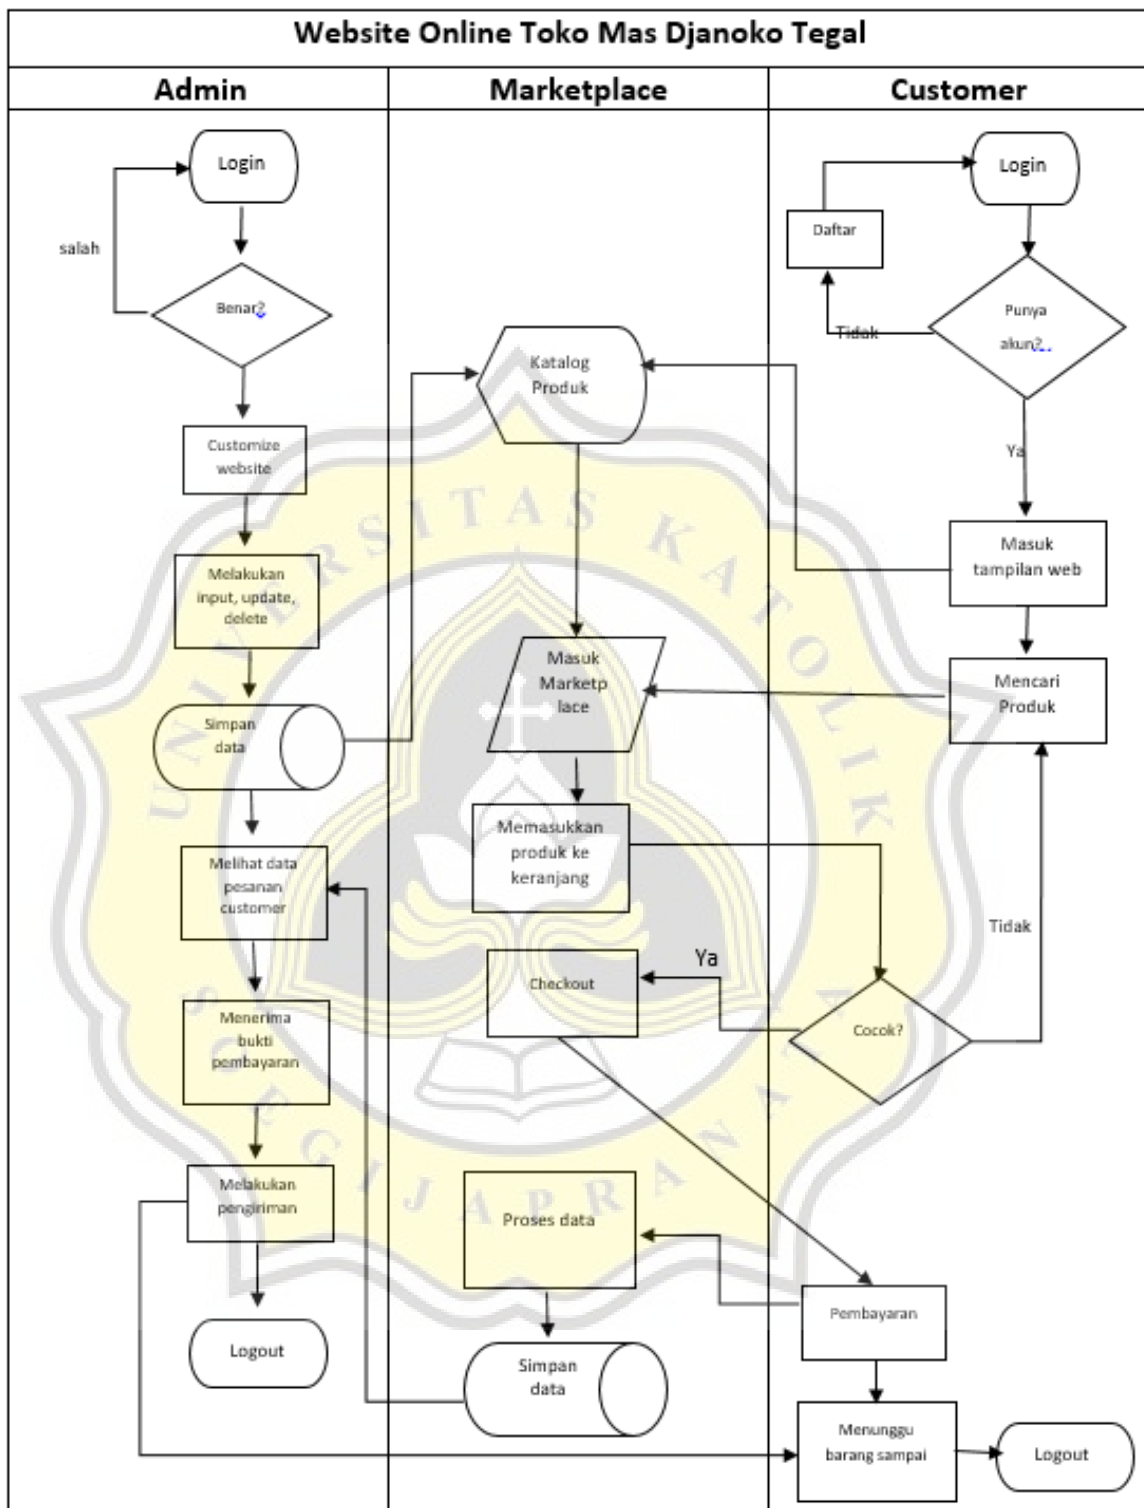 Website Online Toko Mas Djanoko Tegal
Admin
Marketplace
Customer
Login
salah
Benar?
Customize
website
Melakukan
input, update,
delete
Simpan
data
Melihat data
pesanan
customer
Menerima
bukti
pembayaran
Melakukan
pengiriman
Logout
Katalog
Produk
Masuk
Marketp
lace
Memasukkan
produk ke
keranjang
Checkout
Ya
Proses data
Simpan
data
Login
Daftar
Punya
akun?
Tidak
Ya
Masuk
tampilan web
Mencari
Produk
Tidak
Cocok?
Pembayaran
Menunggu
barang sampai
Logout
UNIVERSITAS KATOLIK
SOEGIJAPRANATA